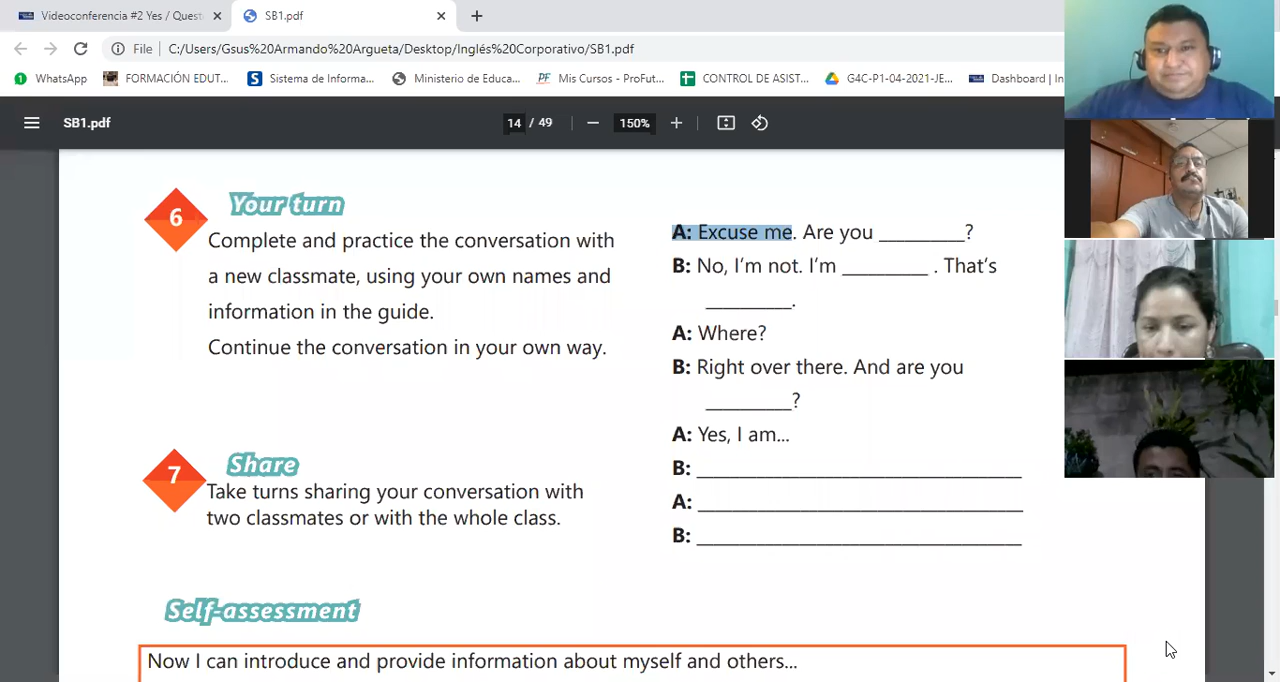 Videoconferencia #2 Yes / Quest
SB1.pdf
File
C:/Users/Gsus%20Armando%20Argueta/Desktop/Inglés%20Corporativo/SB1.pdf
WhatsApp
FORMACIÓN EDUT...
Sistema de Informa...
Ministerio de Educa...
Mis Cursos - ProFut...
CONTROL DE ASIST...
G4C-P1-04-2021-JE...
Dashboard | In
SB1.pdf
14 / 49
150%
6
Your turn
Complete and practice the conversation with
a new classmate, using your own names and
information in the guide.
Continue the conversation in your own way.
7
Share
Take turns sharing your conversation with
two classmates or with the whole class.
A: Excuse me. Are you ________?
B: No, I'm not. I'm ________ . That's
________.
A: Where?
B: Right over there. And are you
________?
A: Yes, I am...
B: ______________________________
A: ______________________________
B: ______________________________
Self-assessment
Now I can introduce and provide information about myself and others...